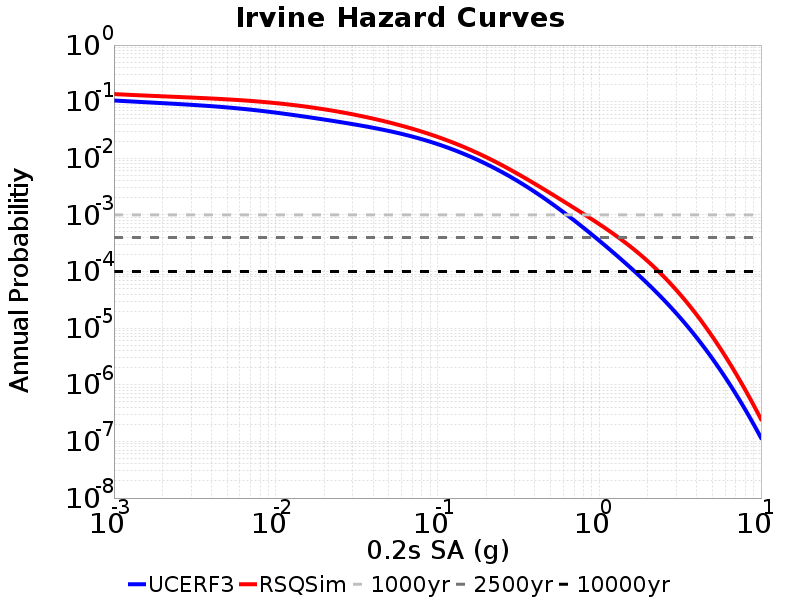 Irvine Hazard Curves
10^0
10^-1
10^-2
10^-3
10^-4
10^-5
10^-6
10^-7
10^-8
Annual Probabilitiy
10^-3 10^-2 10^-1 10^0 10^1
0.2s SA (g)
UCERF3 RSQSim 1000yr 2500yr 10000yr